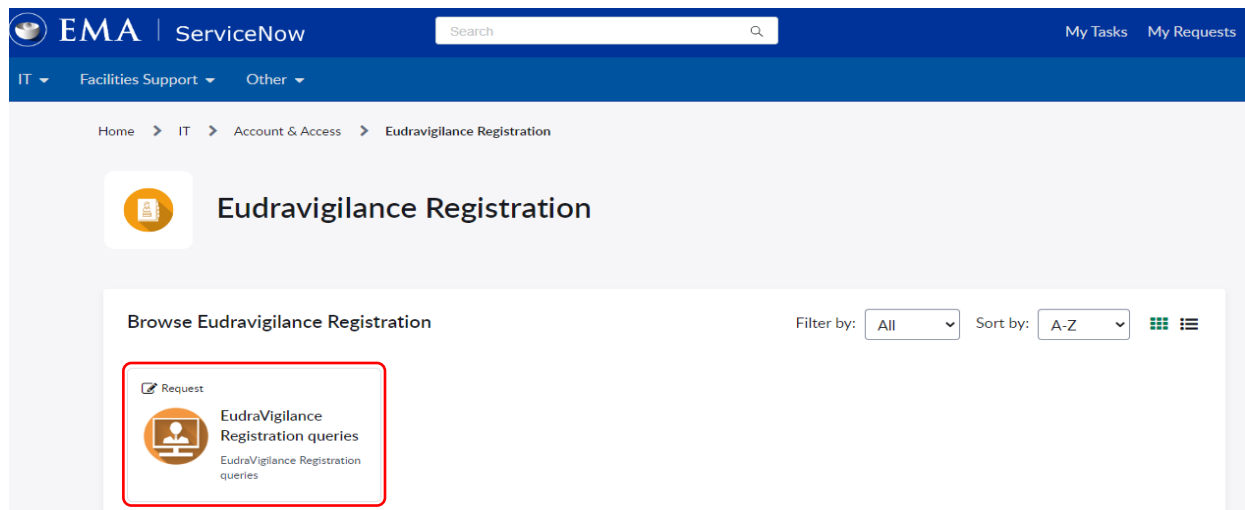 EMA | ServiceNow Search My Tasks My Requests
IT Facilities Support Other
Home > IT > Account & Access > Eudravigilance Registration
Eudravigilance Registration
Browse Eudravigilance Registration Filter by: All Sort by: A-Z
Request
EudraVigilance
Registration queries
EudraVigilance Registration
queries